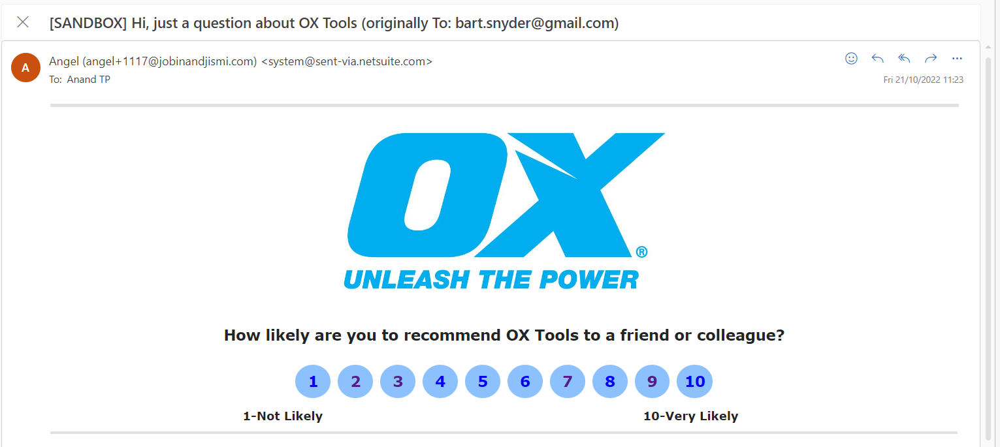 [SANDBOX] Hi, just a question about OX Tools (originally To: bart.snyder@gmail.com)
A
Angel (angel+1117@jobinandjismi.com) <system@sent-via.netsuite.com>
To: Anand TP
Fri 21/10/2022 11:23
OX®
UNLEASH THE POWER
How likely are you to recommend OX Tools to a friend or colleague?
1 2 3 4 5 6 7 8 9 10
1-Not Likely 10-Very Likely